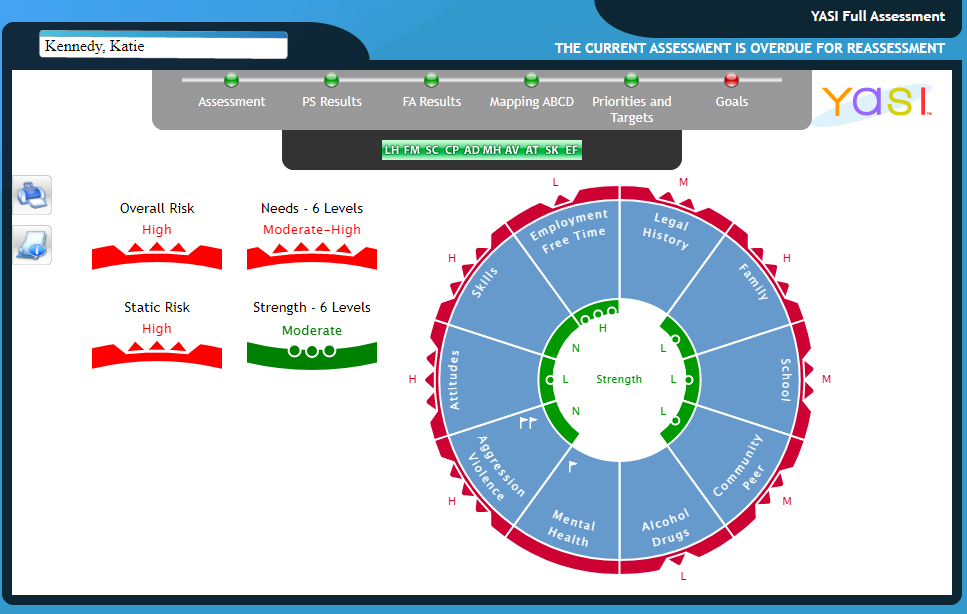 YASI Full Assessment
Kennedy, Katie
THE CURRENT ASSESSMENT IS OVERDUE FOR REASSESSMENT
Assessment
PS Results
FA Results
Mapping ABCD
Priorities and
Targets
Goals
YASI™
LH FM SC CP AD MH AV AT SK EF
Overall Risk
High
Needs - 6 Levels
Moderate-High
Static Risk
High
Strength - 6 Levels
Moderate
L
M
Employment
Free Time
Legal
History
H
Skills
Family
H
H
N
L
H
Attitudes
L
Strength
L
School
M
N
L
Aggression
Violence
H
Community
Peer
M
Mental
Health
Alcohol
Drugs
L